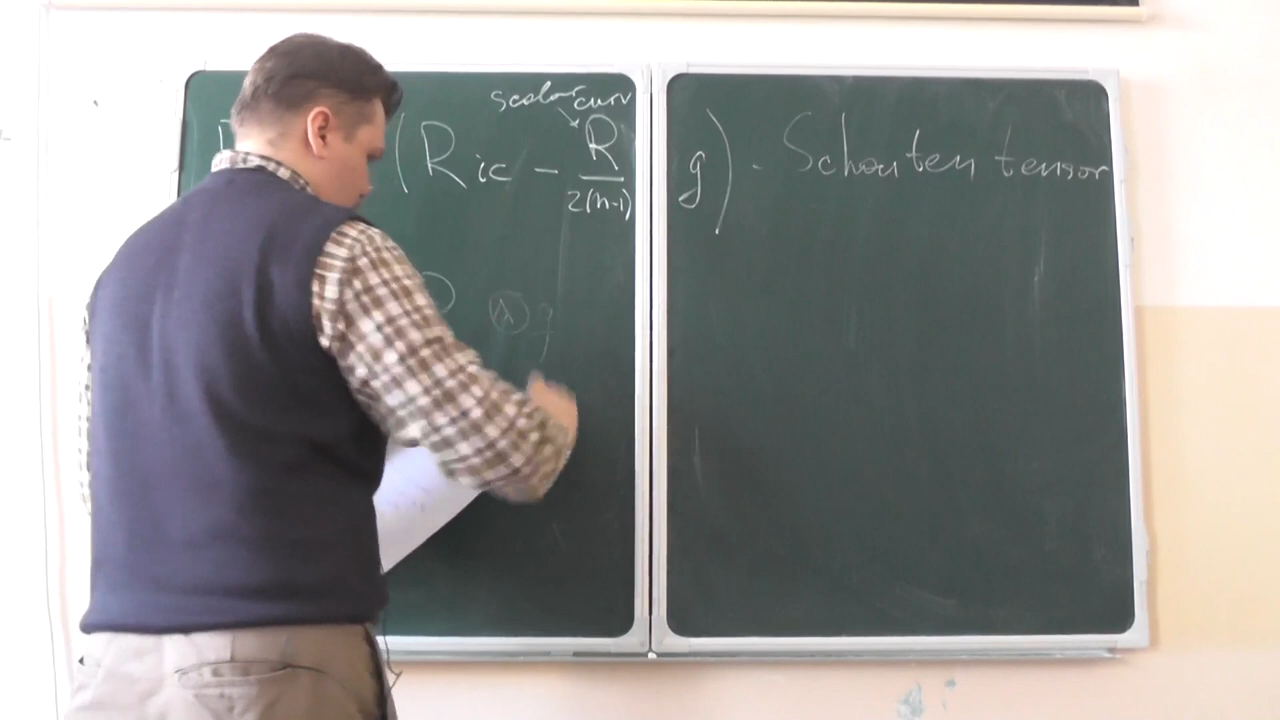 scalar curv
(Ric - R/2(n-1) g) - Schouten tensor
λ g